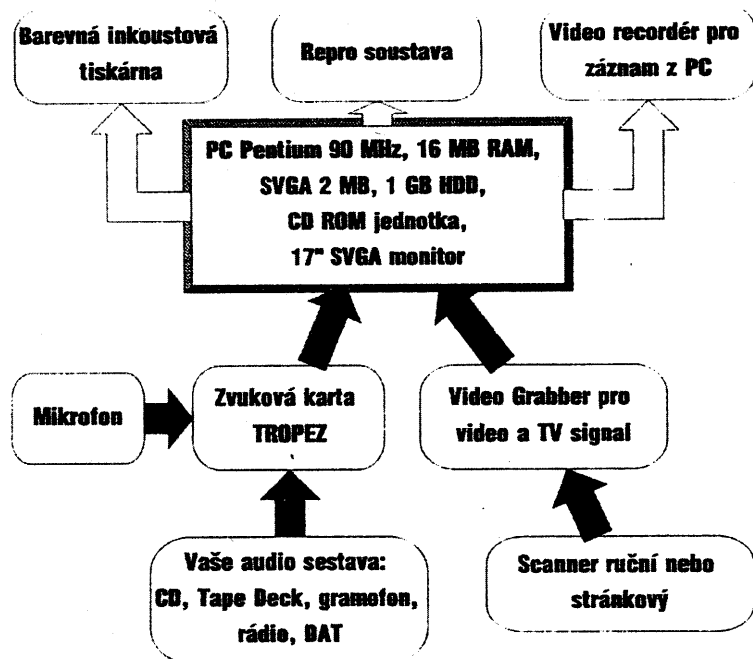 Barevná inkoustová
tiskárna
Repro soustava
Video recordér pro
záznam z PC
PC Pentium 90 MHz, 16 MB RAM,
SVGA 2 MB, 1 GB HDD,
CD ROM jednotka,
17" SVGA monitor
Mikrofon
Zvuková karta
TROPEZ
Video Grabber pro
video a TV signal
Vaše audio sestava:
CD, Tape Deck, gramofon,
rádio, DAT
Scanner ruční nebo
stránkový